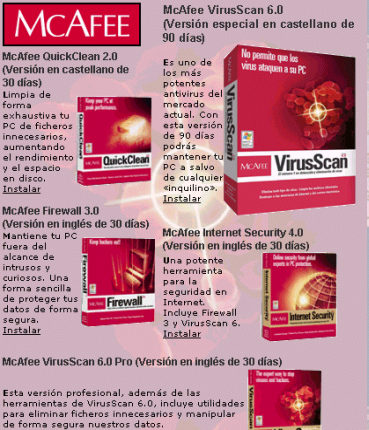 McAFEE
McAfee QuickClean 2.0
(Versión en castellano de
30 días)
Limpia de
forma
exhaustiva tu
PC de ficheros
innecesarios,
aumentando
el rendimiento
y el espacio
en disco.
Instalar
Keep your PC at
peak performance.
McAFEE
QuickClean
McAfee VirusScan 6.0
(Versión especial en castellano de
90 días)
Es uno de
los más
potentes
antivirus del
mercado
actual. Con
esta versión
de 90 días
podrás
mantener tu
PC a salvo
de cualquier
«inquilino».
Instalar
No permite que los
virus ataquen a su PC
McAFEE
VirusScan
McAfee Firewall 3.0
(Versión en inglés de 30 días)
Mantiene tu PC
fuera del
alcance de
intrusos y
curiosos. Una
forma sencilla
de proteger tus
datos de forma
segura.
Instalar
Keep hackers out!
McAFEE
Firewall
McAfee Internet Security 4.0
(Versión en inglés de 30 días)
Una potente
herramienta
para la
seguridad en
Internet.
Incluye Firewall
3 y VirusScan 6.
Instalar
Online security from global
experts in PC protection.
McAFEE
Internet Security
McAfee VirusScan 6.0 Pro (Versión en inglés de 30 días)
Esta versión profesional, además de las
herramientas de VirusScan 6.0, incluye utilidades
para eliminar ficheros innecesarios y manipular
de forma segura nuestros datos.
The expert way to stop
viruses and hackers.